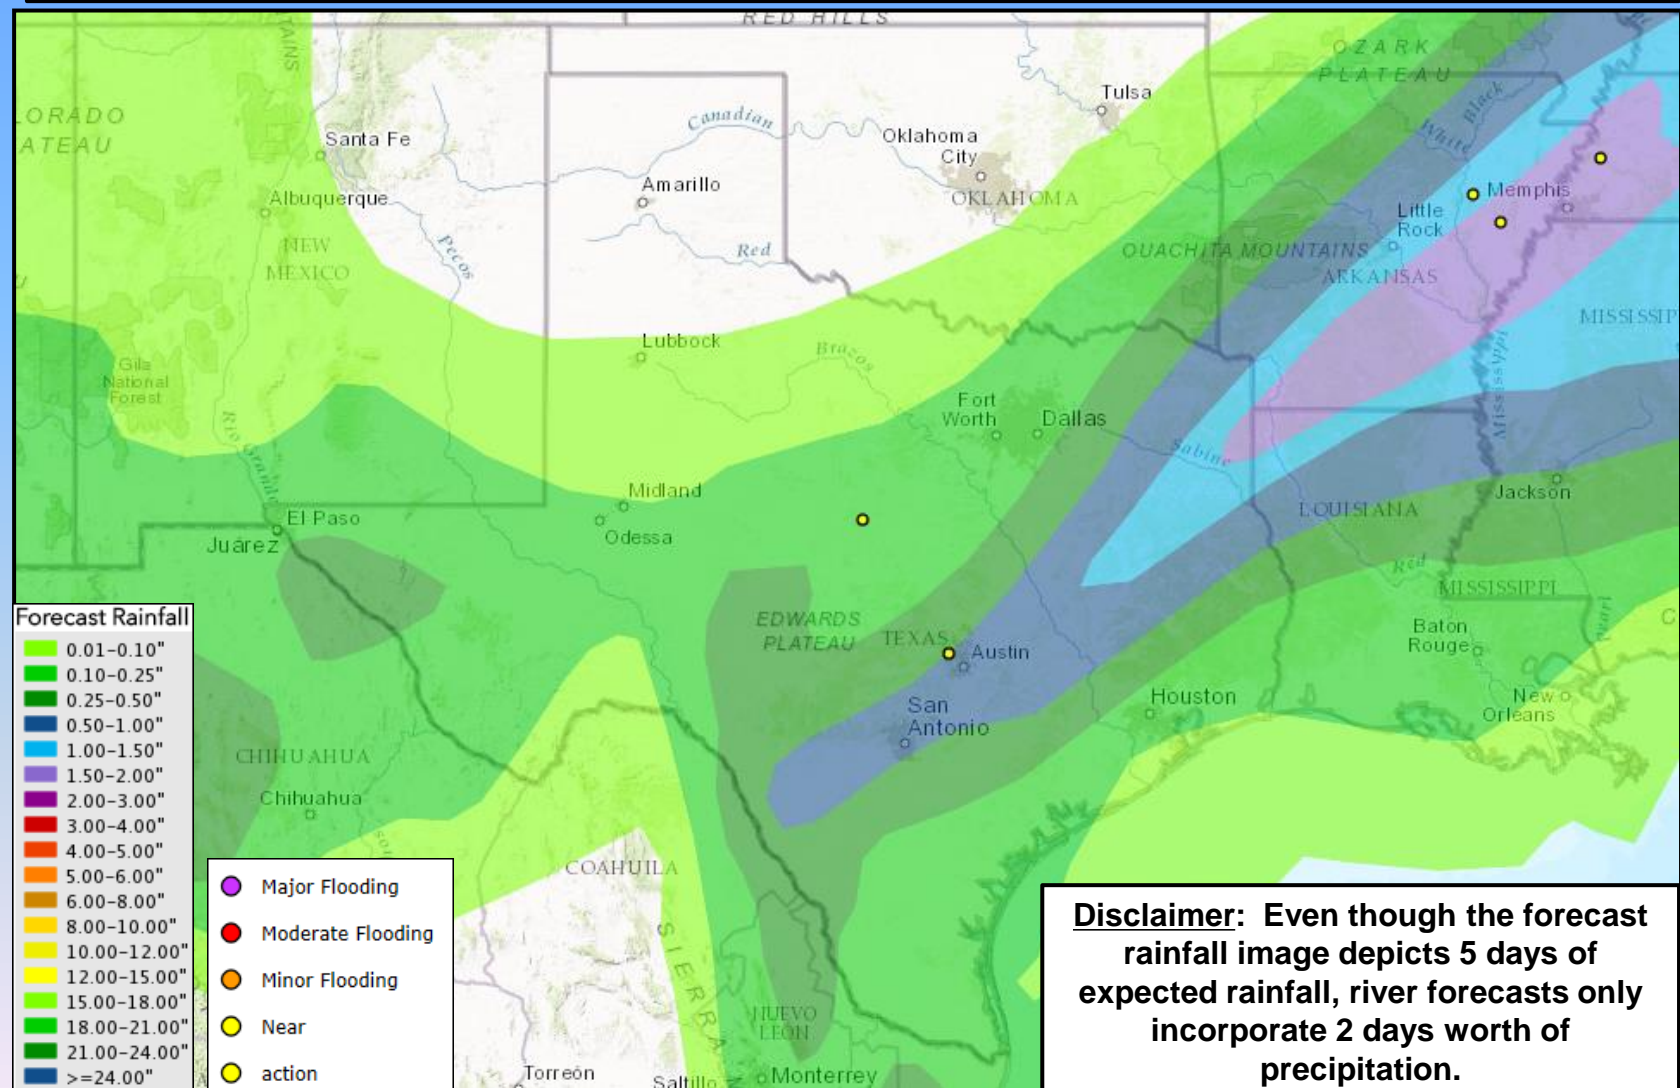 RED HILLS
TAINS
OZARK
PLATEAU
LORADO
ATEAU
Santa Fe
Canadian
Tulsa
Oklahoma
City
OKLAHOMA
Black
White
Amarillo
Albuquerque
Memphis
Little
Rock
NEW
MEXICO
Pecos
Red
OUACHITA MOUNTAINS
ARKANSAS
U
MISSISSIP
Lubbock
Brazos
Gila
National
Forest
Mississippi
Rio Grande
Fort
Worth
Dallas
Sabine
Midland
Odessa
El Paso
Juárez
Jackson
LOUISIANA
Red
MISSISSIPPI
Pearl
EDWARDS
PLATEAU
TEXAS
Austin
Baton
Rouge
C
San
Antonio
Houston
New
Orleans
CHIHUAHUA
Chihuahua
COAHUILA
SIERRA
NUEVO
LEÓN
Torreón
Saltillo
Monterrey
Forecast Rainfall
0.01-0.10"
0.10-0.25"
0.25-0.50"
0.50-1.00"
1.00-1.50"
1.50-2.00"
2.00-3.00"
3.00-4.00"
4.00-5.00"
5.00-6.00"
6.00-8.00"
8.00-10.00"
10.00-12.00"
12.00-15.00"
15.00-18.00"
18.00-21.00"
21.00-24.00"
>=24.00"
Major Flooding
Moderate Flooding
Minor Flooding
Near
action
Disclaimer: Even though the forecast
rainfall image depicts 5 days of
expected rainfall, river forecasts only
incorporate 2 days worth of
precipitation.